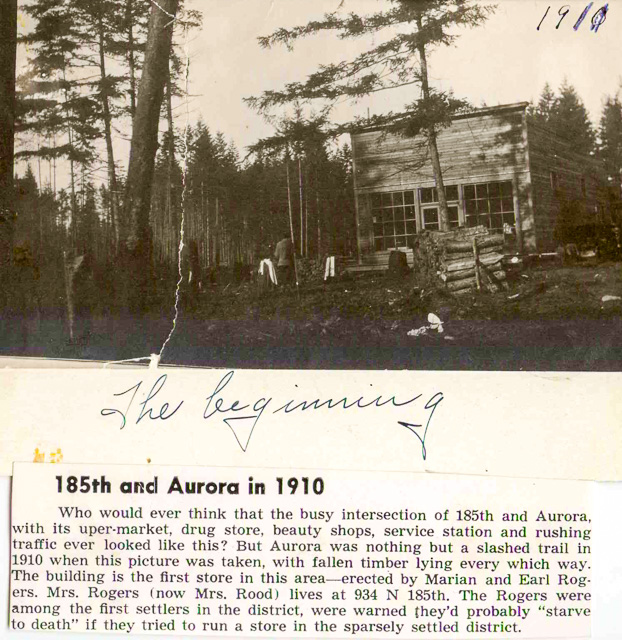 1910
The beginning
185th and Aurora in 1910
Who would ever think that the busy intersection of 185th and Aurora,
with its uper-market, drug store, beauty shops, service station and rushing
traffic ever looked like this? But Aurora was nothing but a slashed trail in
1910 when this picture was taken, with fallen timber lying every which way.
The building is the first store in this area—erected by Marian and Earl Rog-
ers. Mrs. Rogers (now Mrs. Rood) lives at 934 N 185th. The Rogers were
among the first settlers in the district, were warned they'd probably "starve
to death" if they tried to run a store in the sparsely settled district.